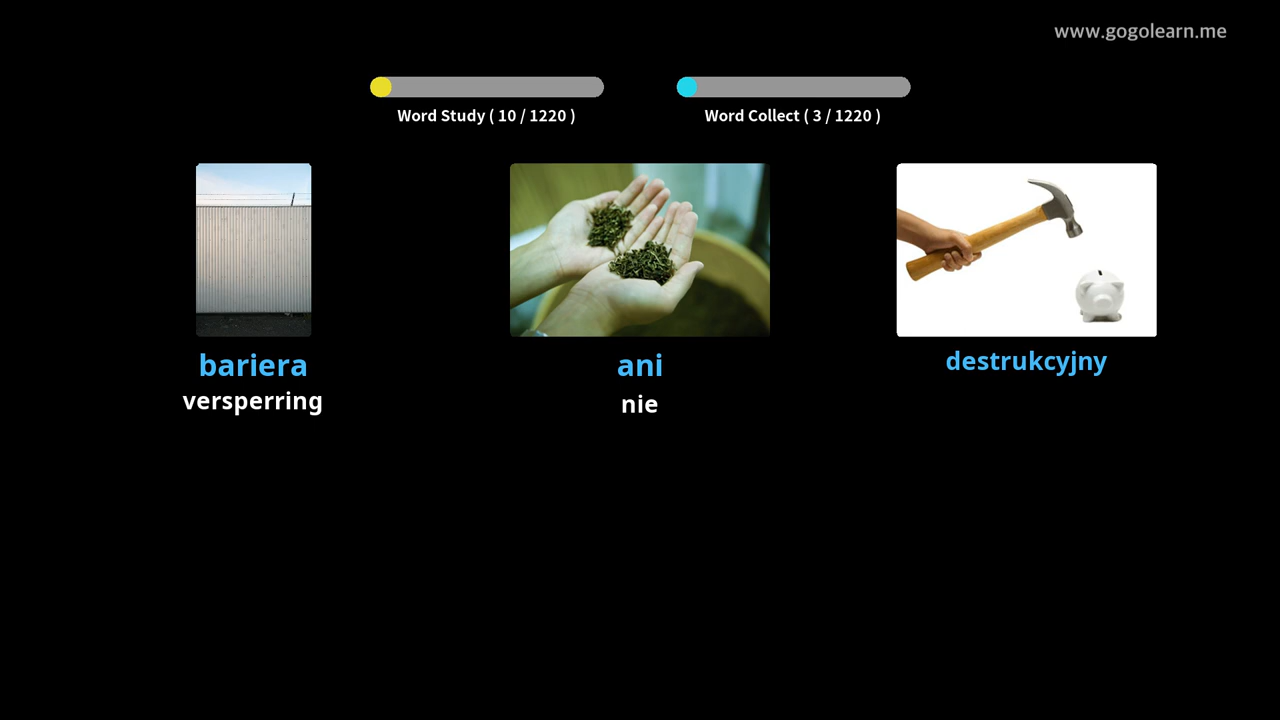 www.gogolearn.me
Word Study ( 10 / 1220 )
Word Collect ( 3 / 1220 )
bariera
versperring
ani
nie
destrukcyjny